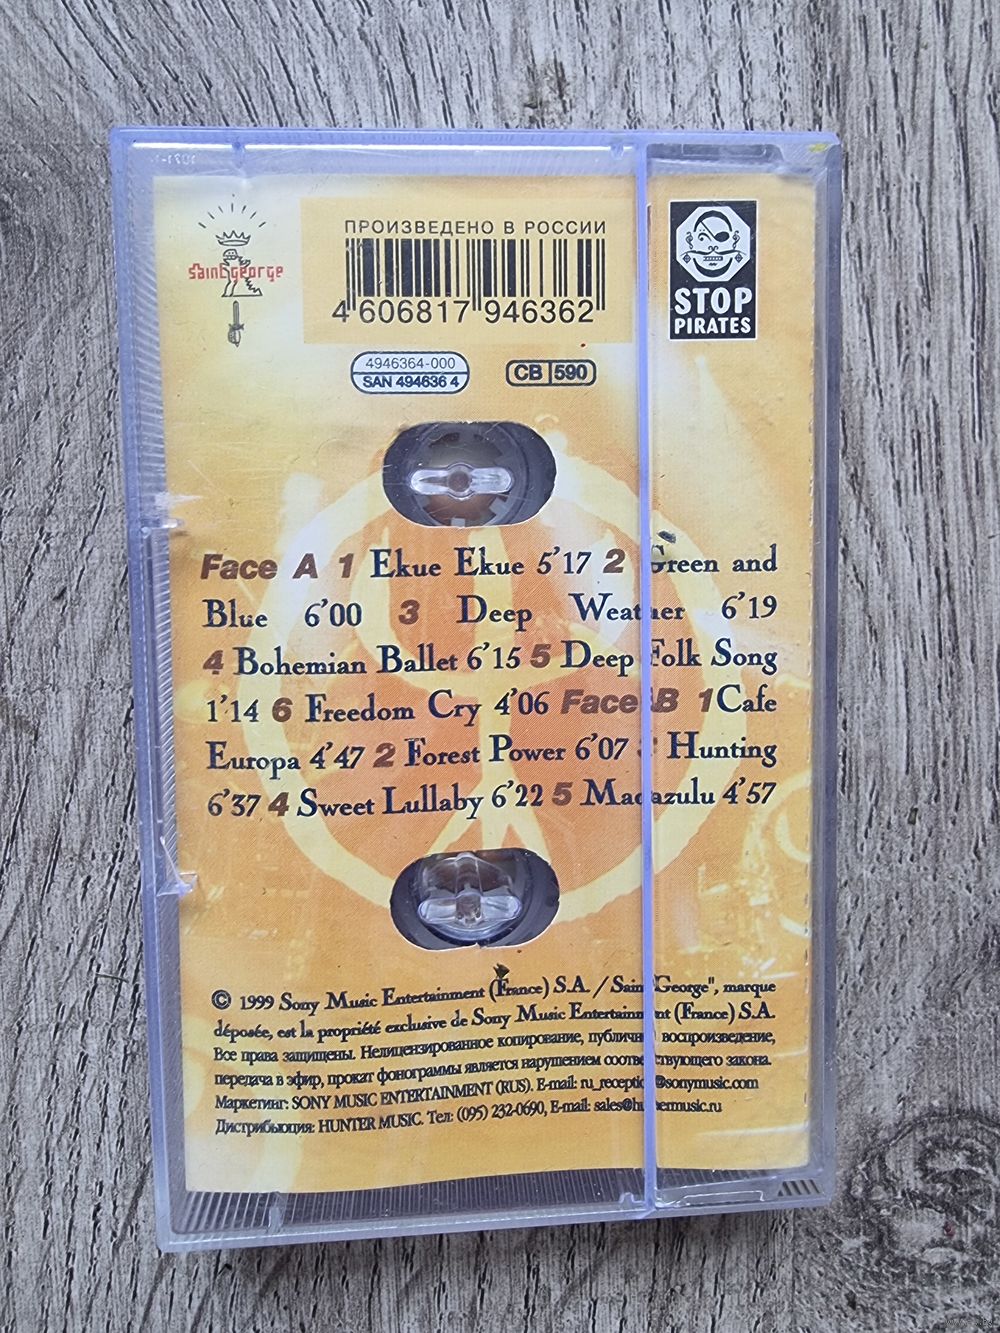 Saint george
ПРОИЗВЕДЕНО В РОССИИ
4 606817 946362
STOP
PIRATES
4946364-000
SAN 494636 4
CB 590
Face A 1 Ekue Ekue 5’17 2 Green and
Blue 6’00 3 Deep Weather 6’19
4 Bohemian Ballet 6’15 5 Deep Folk Song
1’14 6 Freedom Cry 4’06 Face B 1 Cafe
Europa 4’47 2 Forest Power 6’07 3 Hunting
6’37 4 Sweet Lullaby 6’22 5 Madazulu 4’57
© 1999 Sony Music Entertainment (France) S.A. / Saint George", marque
déposée, est la propriété exclusive de Sony Music Entertainment (France) S.A.
Все права защищены. Нелицензированное копирование, публичное воспроизведение,
передача в эфир, прокат фонограммы является нарушением соответствующего закона.
Маркетинг: SONY MUSIC ENTERTAINMENT (RUS). E-mail: ru_reception@sonymusic.com
Дистрибьюция: HUNTER MUSIC. Тел: (095) 232-0690, E-mail: sales@huntermusic.ru